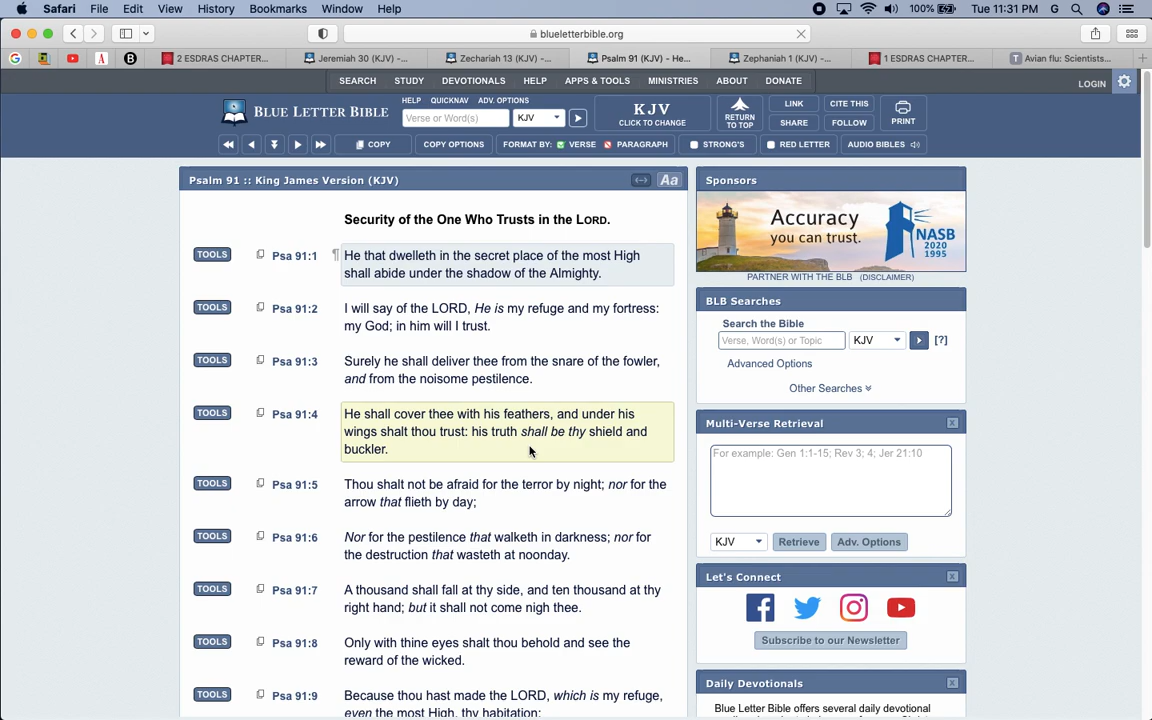 Safari File Edit View History Bookmarks Window Help 100% Tue 11:31 PM G
blueletterbible.org
2 ESDRAS CHAPTER... Jeremiah 30 (KJV) -... Zechariah 13 (KJV) -... Psalm 91 (KJV) - He... Zephaniah 1 (KJV) -... 1 ESDRAS CHAPTER... Avian flu: Scientists...
SEARCH STUDY DEVOTIONALS HELP APPS & TOOLS MINISTRIES ABOUT DONATE LOGIN
BLUE LETTER BIBLE
HELP QUICKNAV ADV. OPTIONS
Verse or Word(s) KJV
KJV
CLICK TO CHANGE
RETURN
TO TOP
LINK CITE THIS
SHARE FOLLOW
PRINT
COPY COPY OPTIONS FORMAT BY: VERSE PARAGRAPH STRONG'S RED LETTER AUDIO BIBLES
Psalm 91 :: King James Version (KJV) Aa
Security of the One Who Trusts in the LORD.
TOOLS Psa 91:1 ¶ He that dwelleth in the secret place of the most High
shall abide under the shadow of the Almighty.
TOOLS Psa 91:2 I will say of the LORD, He is my refuge and my fortress:
my God; in him will I trust.
TOOLS Psa 91:3 Surely he shall deliver thee from the snare of the fowler,
and from the noisome pestilence.
TOOLS Psa 91:4 He shall cover thee with his feathers, and under his
wings shalt thou trust: his truth shall be thy shield and
buckler.
TOOLS Psa 91:5 Thou shalt not be afraid for the terror by night; nor for the
arrow that flieth by day;
TOOLS Psa 91:6 Nor for the pestilence that walketh in darkness; nor for
the destruction that wasteth at noonday.
TOOLS Psa 91:7 A thousand shall fall at thy side, and ten thousand at thy
right hand; but it shall not come nigh thee.
TOOLS Psa 91:8 Only with thine eyes shalt thou behold and see the
reward of the wicked.
TOOLS Psa 91:9 Because thou hast made the LORD, which is my refuge,
even the most High, thy habitation;
Sponsors
Accuracy
you can trust.
NASB
2020
1995
PARTNER WITH THE BLB (DISCLAIMER)
BLB Searches
Search the Bible
Verse, Word(s) or Topic KJV [?]
Advanced Options
Other Searches
Multi-Verse Retrieval x
For example: Gen 1:1-15; Rev 3; 4; Jer 21:10
KJV Retrieve Adv. Options
Let's Connect x
Subscribe to our Newsletter
Daily Devotionals x
Blue Letter Bible offers several daily devotional